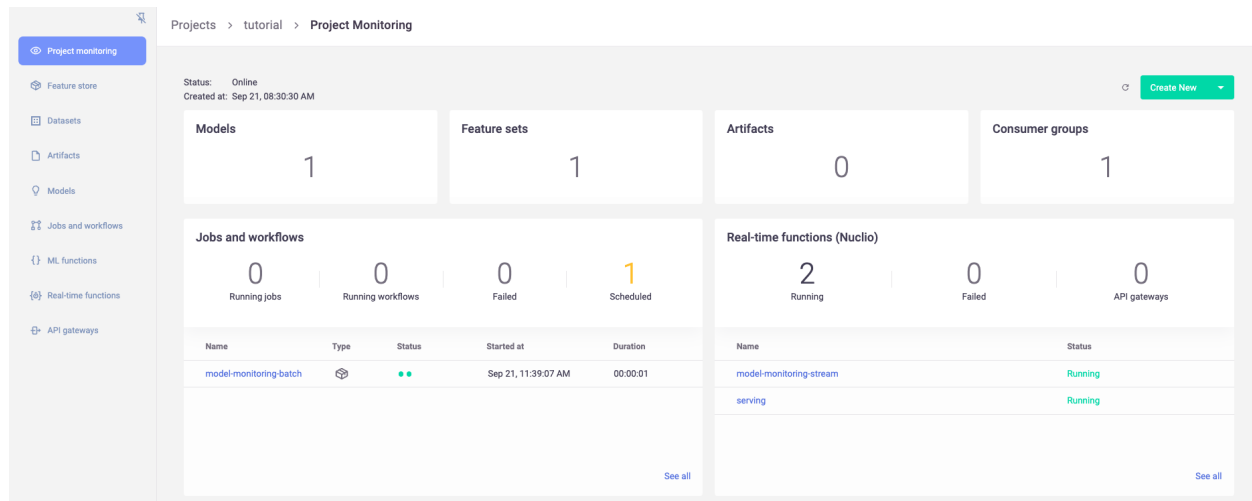 Projects > tutorial > Project Monitoring
Project monitoring
Feature store
Datasets
Artifacts
Models
Jobs and workflows
ML functions
Real-time functions
API gateways
Status: Online
Created at: Sep 21, 08:30:30 AM
Create New
Models
1
Feature sets
1
Artifacts
0
Consumer groups
1
Jobs and workflows
0 0 0 1
Running jobs Running workflows Failed Scheduled
Name Type Status Started at Duration
model-monitoring-batch Sep 21, 11:39:07 AM 00:00:01
See all
Real-time functions (Nuclio)
2 0 0
Running Failed API gateways
Name Status
model-monitoring-stream Running
serving Running
See all